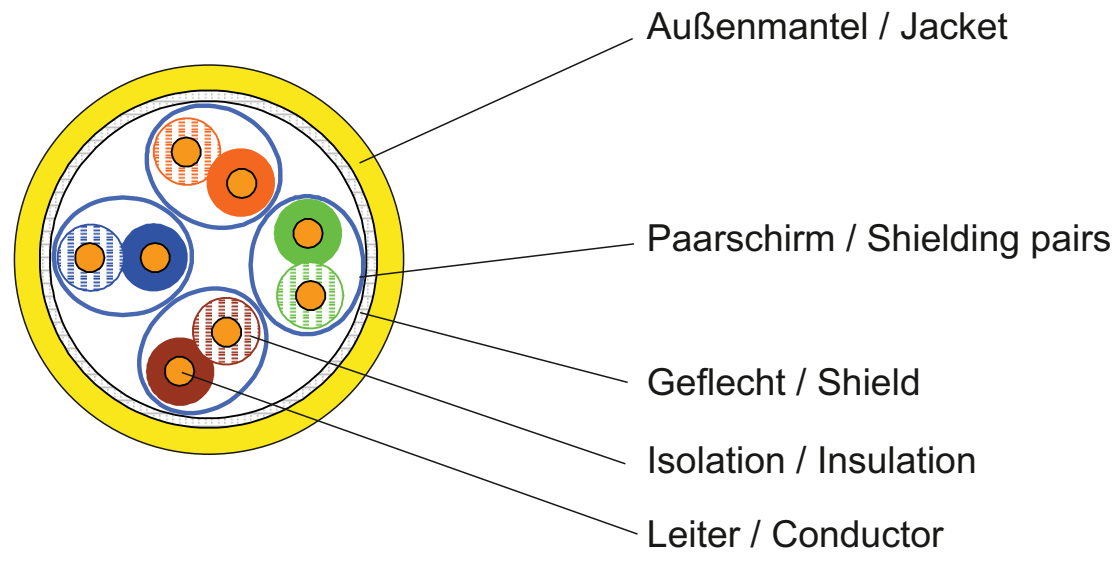 Außenmantel / Jacket
Paarschirm / Shielding pairs
Geflecht / Shield
Isolation / Insulation
Leiter / Conductor